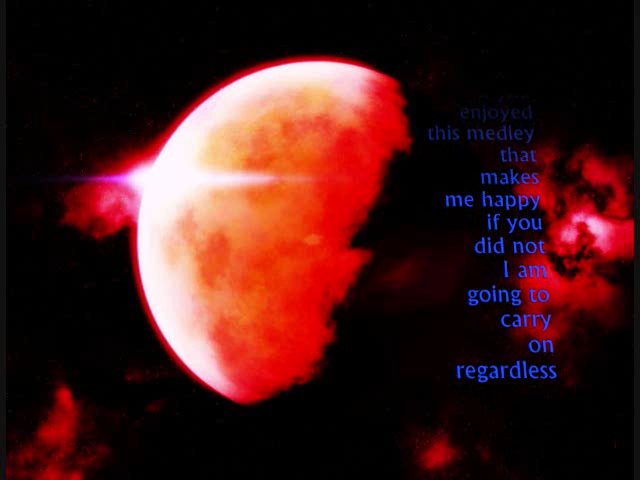 enjoyed
this medley
that
makes
me happy
if you
did not
I am
going to
carry
on
regardless